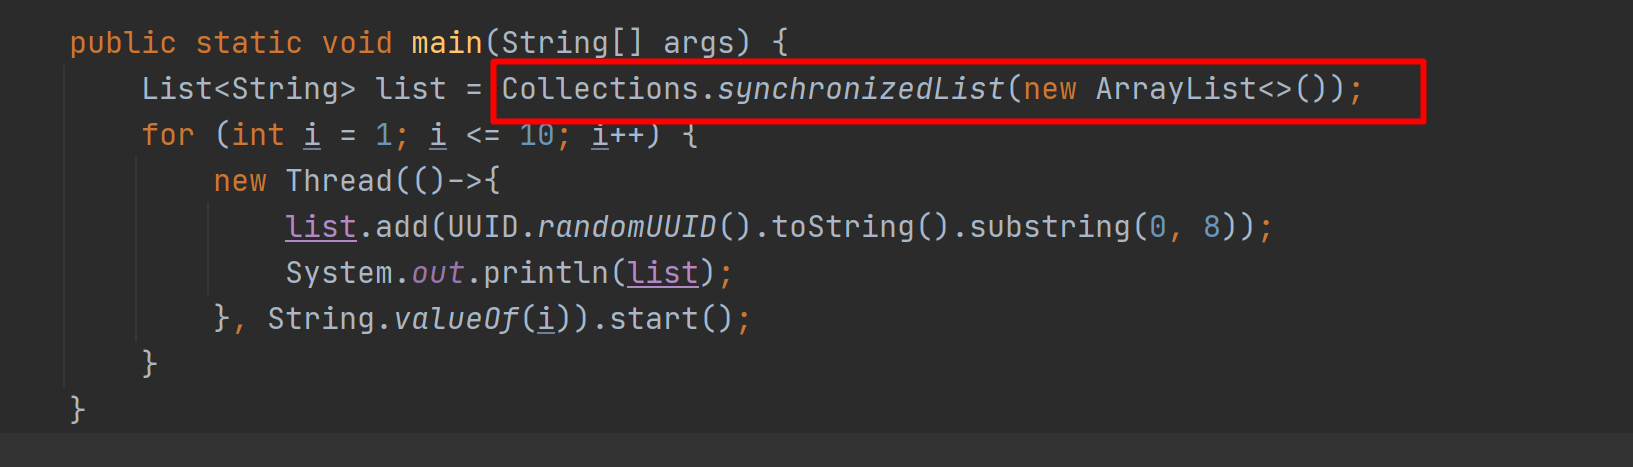 public static void main(String[] args) {
List<String> list = Collections.synchronizedList(new ArrayList<>());
for (int i = 1; i <= 10; i++) {
new Thread(()->{
list.add(UUID.randomUUID().toString().substring(0, 8));
System.out.println(list);
}, String.valueOf(i)).start();
}
}